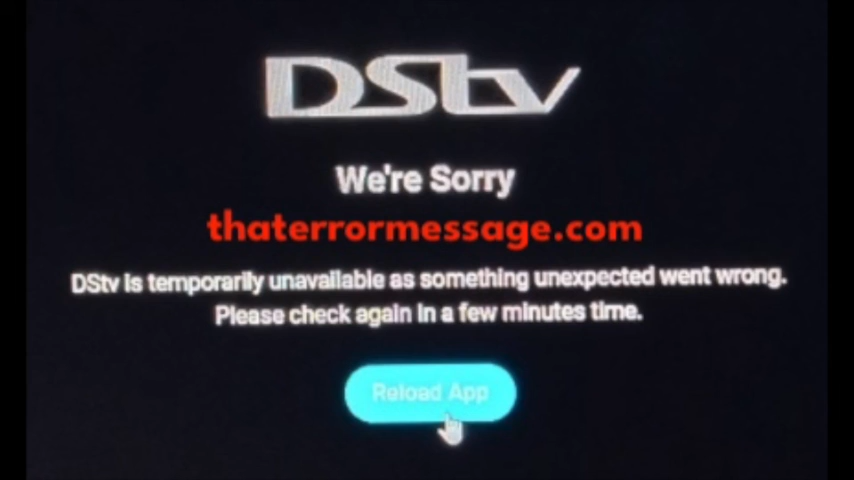 DStv
We're Sorry
thaterrormessage.com
DStv is temporarily unavailable as something unexpected went wrong.
Please check again in a few minutes time.
Reload App